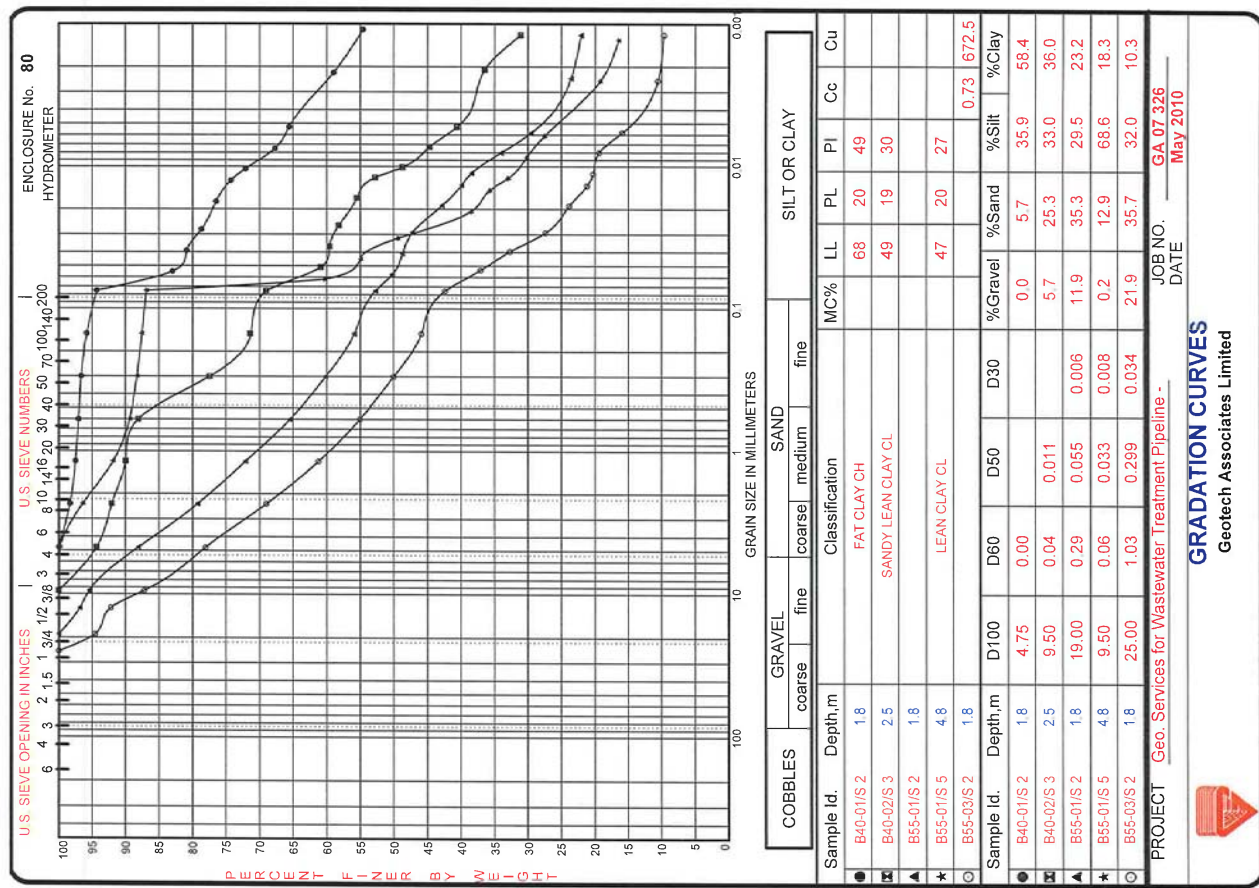 ENCLOSURE No. 80
U.S. SIEVE OPENING IN INCHES | U.S. SIEVE NUMBERS | HYDROMETER
6 4 3 2 1.5 1 3/4 1/2 3/8 3 4 6 8 10 14 16 20 30 40 50 70 100 140 200
100
95
90
85
80
75
70
65
60
55
50
45
40
35
30
25
20
15
10
5
0
PERCENT FINER BY WEIGHT
100 10 1 0.1 0.01 0.001
GRAIN SIZE IN MILLIMETERS
COBBLES GRAVEL SAND SILT OR CLAY
coarse fine coarse medium fine
Sample Id. Depth,m Classification MC% LL PL PI Cc Cu
B40-01/S 2 1.8 FAT CLAY CH 68 20 49
B40-02/S 3 2.5 SANDY LEAN CLAY CL 49 19 30
B55-01/S 2 1.8
B55-01/S 5 4.8 LEAN CLAY CL 47 20 27
B55-03/S 2 1.8 0.73 672.5
Sample Id. Depth,m D100 D60 D50 D30 %Gravel %Sand %Silt %Clay
B40-01/S 2 1.8 4.75 0.00 0.0 5.7 35.9 58.4
B40-02/S 3 2.5 9.50 0.04 0.011 5.7 25.3 33.0 36.0
B55-01/S 2 1.8 19.00 0.29 0.055 0.006 11.9 35.3 29.5 23.2
B55-01/S 5 4.8 9.50 0.06 0.033 0.008 0.2 12.9 68.6 18.3
B55-03/S 2 1.8 25.00 1.03 0.299 0.034 21.9 35.7 32.0 10.3
PROJECT Geo. Services for Wastewater Treatment Pipeline - JOB NO. GA 07 326
DATE May 2010
GRADATION CURVES
Geotech Associates Limited